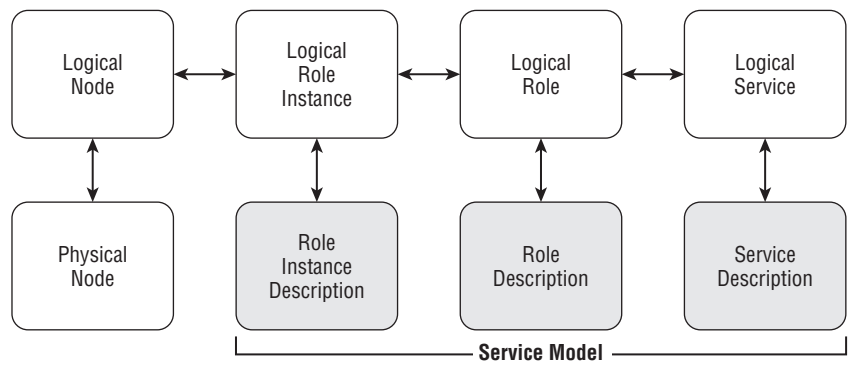 Logical
Node
Logical
Role
Instance
Logical
Role
Logical
Service
Physical
Node
Role
Instance
Description
Role
Description
Service
Description
Service Model